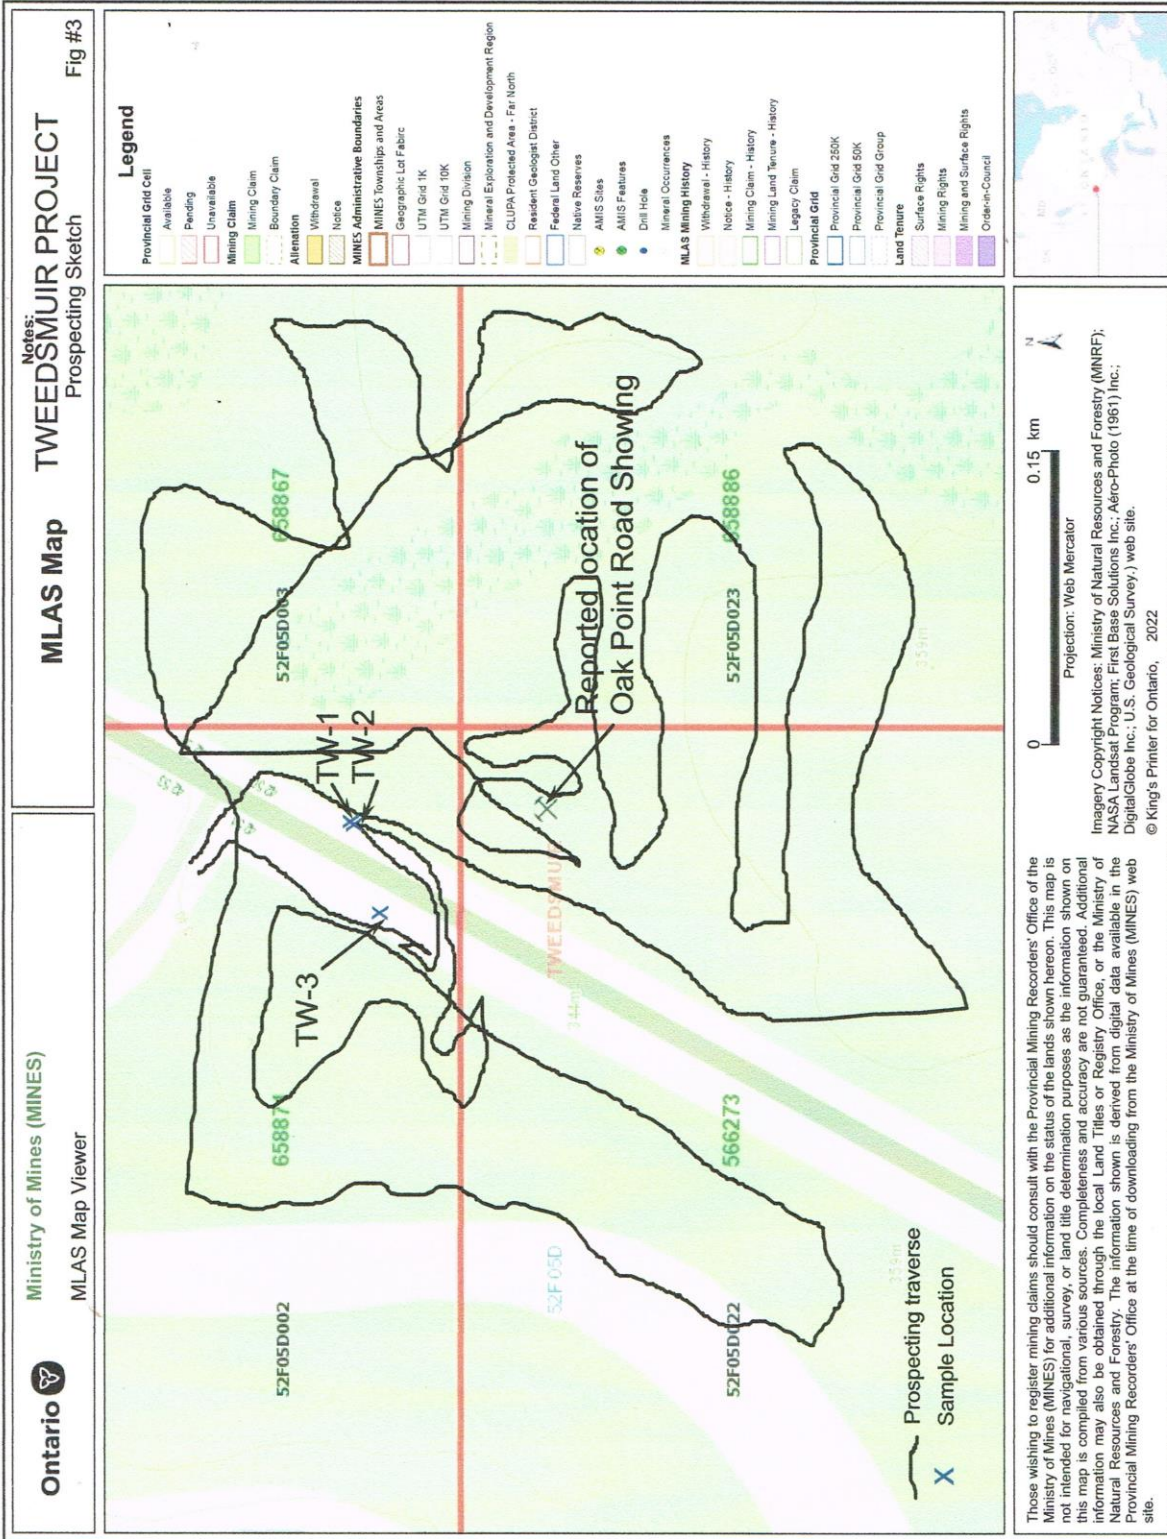 Ontario
Ministry of Mines (MINES)
MLAS Map Viewer
MLAS Map
Notes:
TWEEDSMUIR PROJECT
Prospecting Sketch
Fig #3
52F05D002
658871
52F05D003
658867
TW-1
TW-2
TW-3
Reported location of
Oak Point Road Showing
TWEEDSMUIR
344m
52F05D
52F05D022
566273
52F05D023
658886
359m
359m
Prospecting traverse
X Sample Location
Legend
Provincial Grid Cell
Available
Pending
Unavailable
Mining Claim
Mining Claim
Boundary Claim
Alienation
Withdrawal
Notice
MINES Administrative Boundaries
MINES Townships and Areas
Geographic Lot Fabirc
UTM Grid 1K
UTM Grid 10K
Mining Division
Mineral Exploration and Development Region
CLUPA Protected Area - Far North
Resident Geologist District
Federal Land Other
Native Reserves
AMIS Sites
AMIS Features
Drill Hole
Mineral Occurrences
MLAS Mining History
Withdrawal - History
Notice - History
Mining Claim - History
Mining Land Tenure - History
Legacy Claim
Provincial Grid
Provincial Grid 250K
Provincial Grid 50K
Provincial Grid Group
Land Tenure
Surface Rights
Mining Rights
Mining and Surface Rights
Order-in-Council
Those wishing to register mining claims should consult with the Provincial Mining Recorders' Office of the
Ministry of Mines (MINES) for additional information on the status of the lands shown hereon. This map is
not intended for navigational, survey, or land title determination purposes as the information shown on
this map is compiled from various sources. Completeness and accuracy are not guaranteed. Additional
information may also be obtained through the local Land Titles or Registry Office, or the Ministry of
Natural Resources and Forestry. The information shown is derived from digital data available in the
Provincial Mining Recorders' Office at the time of downloading from the Ministry of Mines (MINES) web
site.
0 0.15 km
N
Projection: Web Mercator
Imagery Copyright Notices: Ministry of Natural Resources and Forestry (MNRF);
NASA Landsat Program; First Base Solutions Inc.; Aéro-Photo (1961) Inc.;
DigitalGlobe Inc.; U.S. Geological Survey.) web site.
© King's Printer for Ontario, 2022